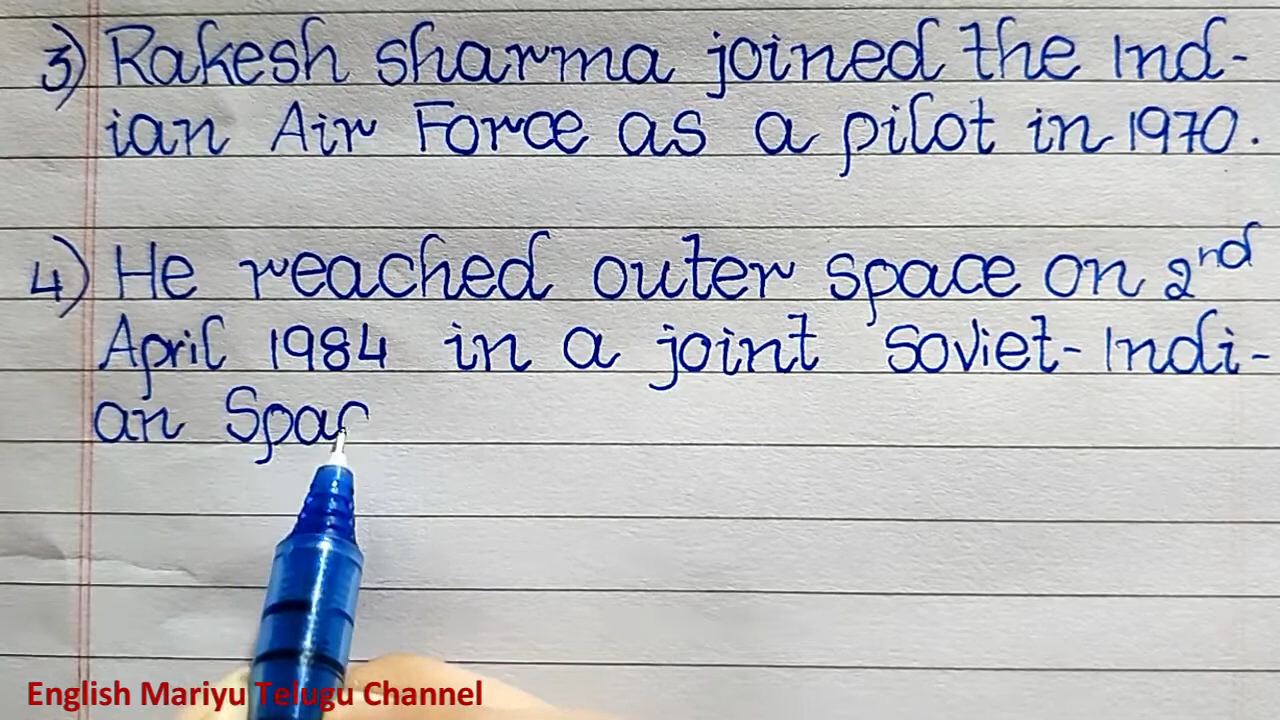 3) Rakesh sharma joined the Ind-
ian Air Force as a pilot in 1970.
4) He reached outer space on 2nd
April 1984 in a joint Soviet-Indi-
an Spac
English Mariyu Telugu Channel